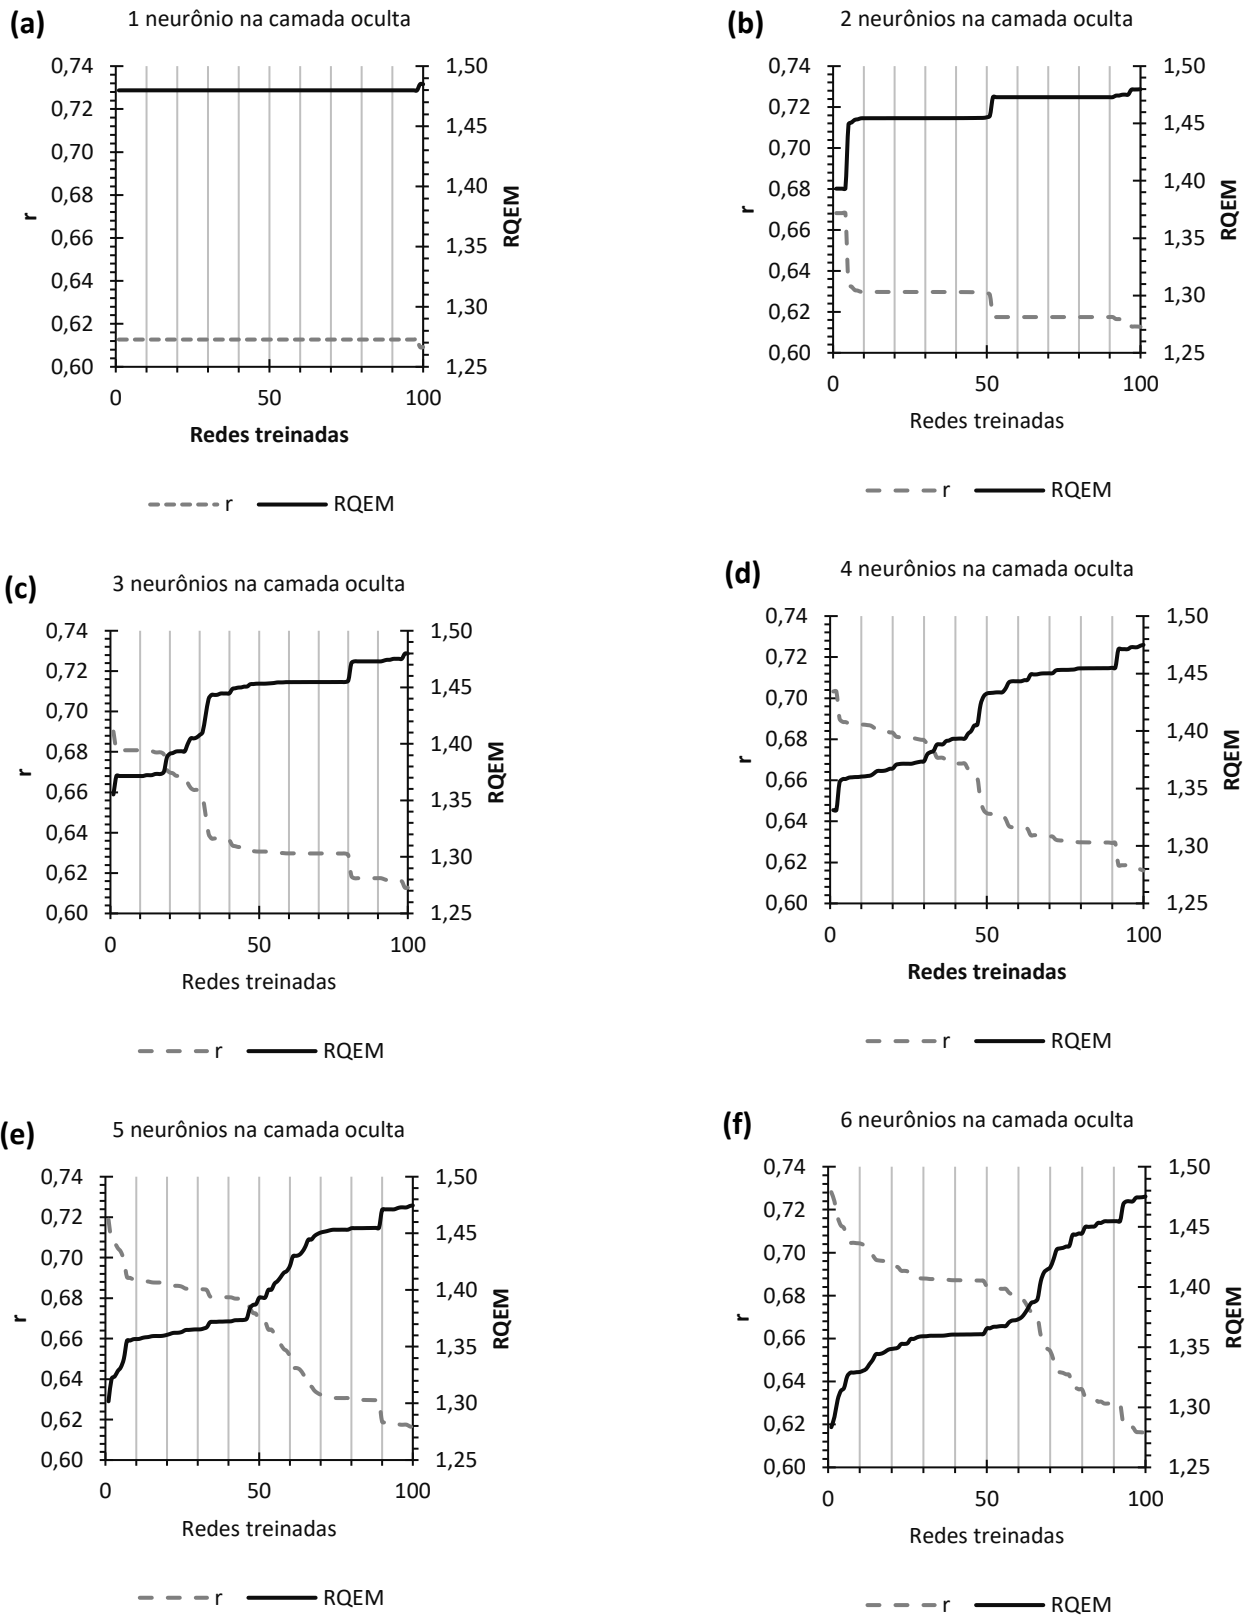 (a)
1 neurônio na camada oculta
0,74
0,72
0,70
0,68
0,66
0,64
0,62
0,60
r
1,50
1,45
1,40
1,35
1,30
1,25
RQEM
0 50 100
Redes treinadas
r RQEM
(b)
2 neurônios na camada oculta
0,74
0,72
0,70
0,68
0,66
0,64
0,62
0,60
r
1,50
1,45
1,40
1,35
1,30
1,25
RQEM
0 50 100
Redes treinadas
r RQEM
(c)
3 neurônios na camada oculta
0,74
0,72
0,70
0,68
0,66
0,64
0,62
0,60
r
1,50
1,45
1,40
1,35
1,30
1,25
RQEM
0 50 100
Redes treinadas
r RQEM
(d)
4 neurônios na camada oculta
0,74
0,72
0,70
0,68
0,66
0,64
0,62
0,60
r
1,50
1,45
1,40
1,35
1,30
1,25
RQEM
0 50 100
Redes treinadas
r RQEM
(e)
5 neurônios na camada oculta
0,74
0,72
0,70
0,68
0,66
0,64
0,62
0,60
r
1,50
1,45
1,40
1,35
1,30
1,25
RQEM
0 50 100
Redes treinadas
r RQEM
(f)
6 neurônios na camada oculta
0,74
0,72
0,70
0,68
0,66
0,64
0,62
0,60
r
1,50
1,45
1,40
1,35
1,30
1,25
RQEM
0 50 100
Redes treinadas
r RQEM